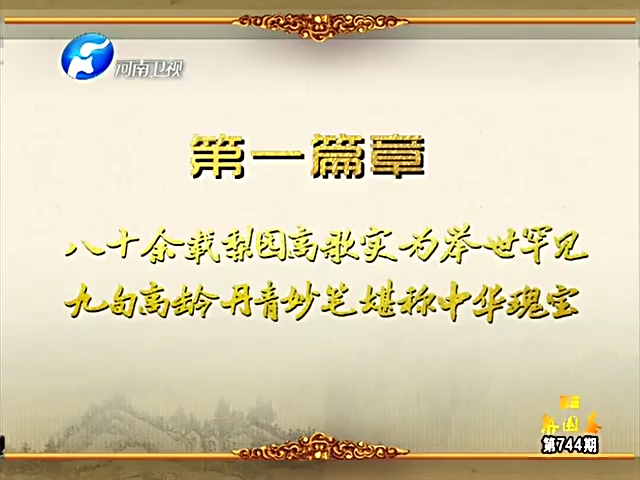 河南卫视
第一篇章
八十余载梨园高歌实为举世罕见
九旬高龄丹青妙笔堪称中华瑰宝
梨园春
第744期